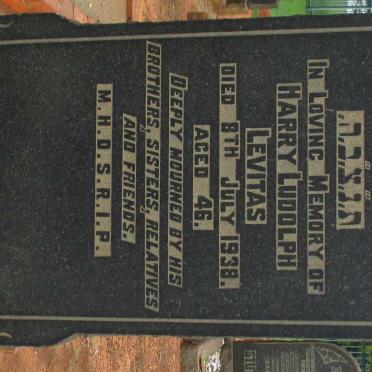 ת.נ.צ.ב.ה.
IN LOVING MEMORY OF
HARRY LUDOLPH
LEVITAS
DIED 8TH JULY 1938.
AGED 46.
DEEPLY MOURNED BY HIS
BROTHERS, SISTERS, RELATIVES
AND FRIENDS.
M.H.D.S.R.I.P.